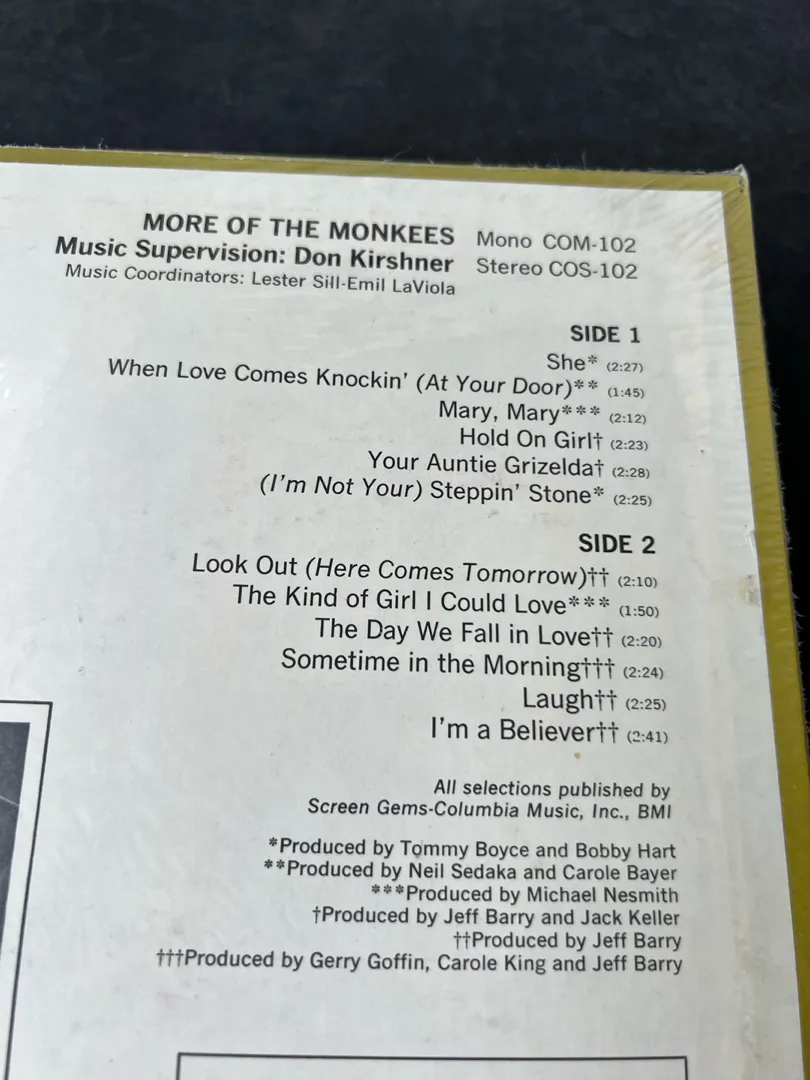 MORE OF THE MONKEES Mono COM-102
Music Supervision: Don Kirshner Stereo COS-102
Music Coordinators: Lester Sill-Emil LaViola
SIDE 1
She* (2:27)
When Love Comes Knockin' (At Your Door)** (1:45)
Mary, Mary*** (2:12)
Hold On Girl† (2:23)
Your Auntie Grizelda† (2:28)
(I'm Not Your) Steppin' Stone* (2:25)
SIDE 2
Look Out (Here Comes Tomorrow)†† (2:10)
The Kind of Girl I Could Love*** (1:50)
The Day We Fall in Love†† (2:20)
Sometime in the Morning††† (2:24)
Laugh†† (2:25)
I'm a Believer†† (2:41)
All selections published by
Screen Gems-Columbia Music, Inc., BMI
*Produced by Tommy Boyce and Bobby Hart
**Produced by Neil Sedaka and Carole Bayer
***Produced by Michael Nesmith
†Produced by Jeff Barry and Jack Keller
††Produced by Jeff Barry
†††Produced by Gerry Goffin, Carole King and Jeff Barry